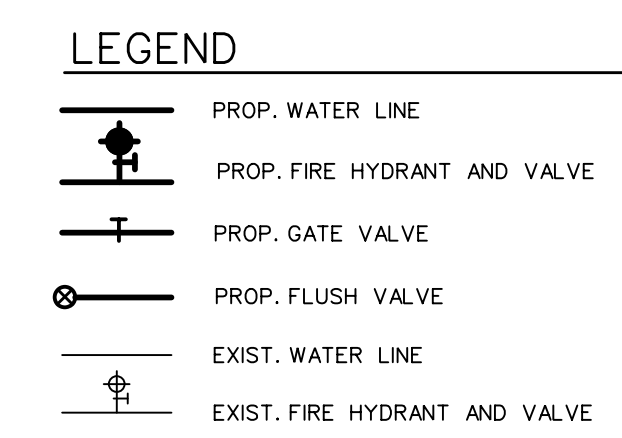 LEGEND
PROP. WATER LINE
PROP. FIRE HYDRANT AND VALVE
PROP. GATE VALVE
PROP. FLUSH VALVE
EXIST. WATER LINE
EXIST. FIRE HYDRANT AND VALVE